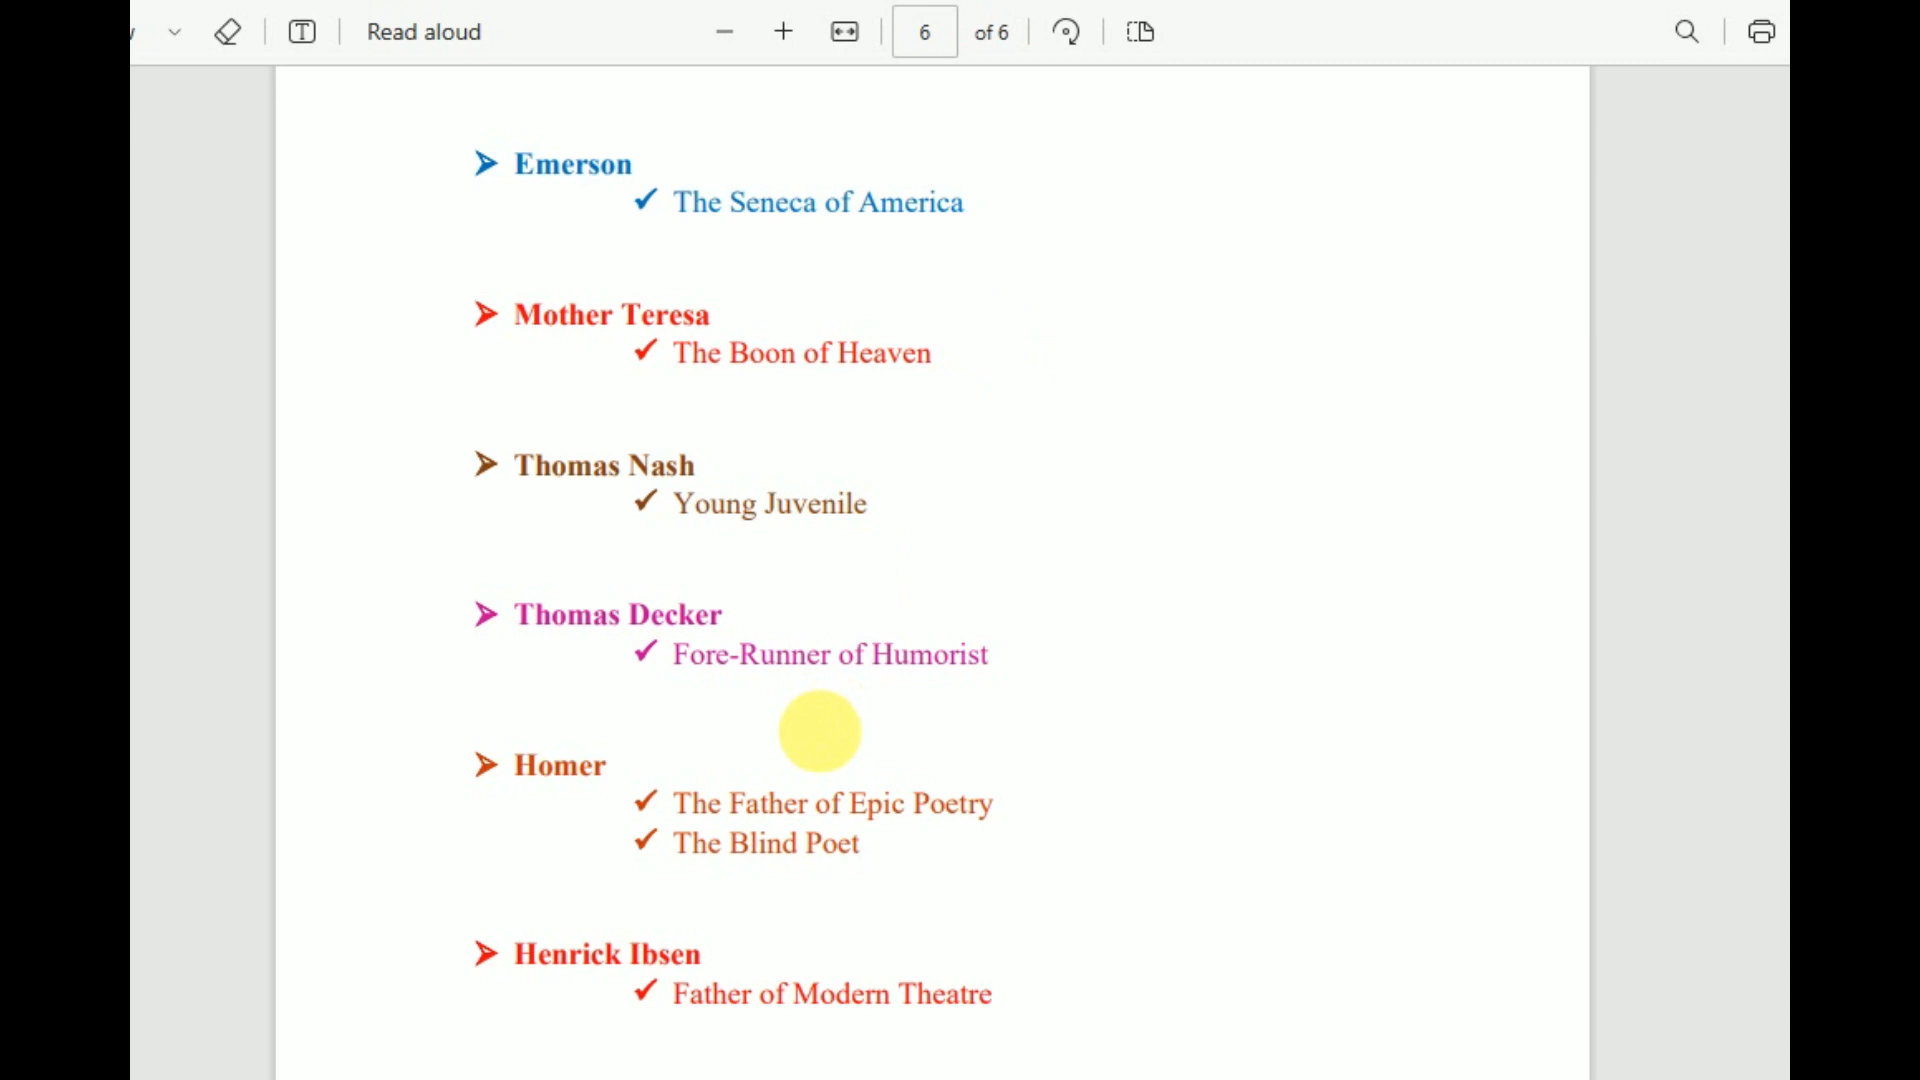 Read aloud
6
of 6
Emerson
The Seneca of America
Mother Teresa
The Boon of Heaven
Thomas Nash
Young Juvenile
Thomas Decker
Fore-Runner of Humorist
Homer
The Father of Epic Poetry
The Blind Poet
Henrick Ibsen
Father of Modern Theatre